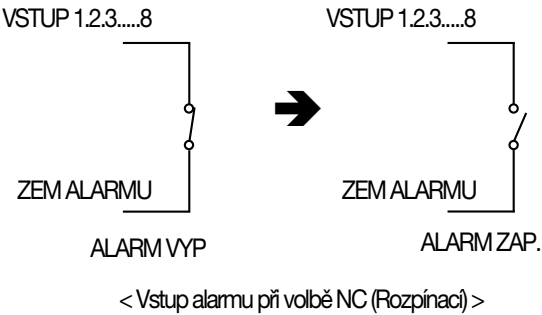 VSTUP 1.2.3.....8
VSTUP 1.2.3.....8
ZEM ALARMU
ZEM ALARMU
ALARM VYP
ALARM ZAP.
< Vstup alarmu při volbě NC (Rozpínací) >